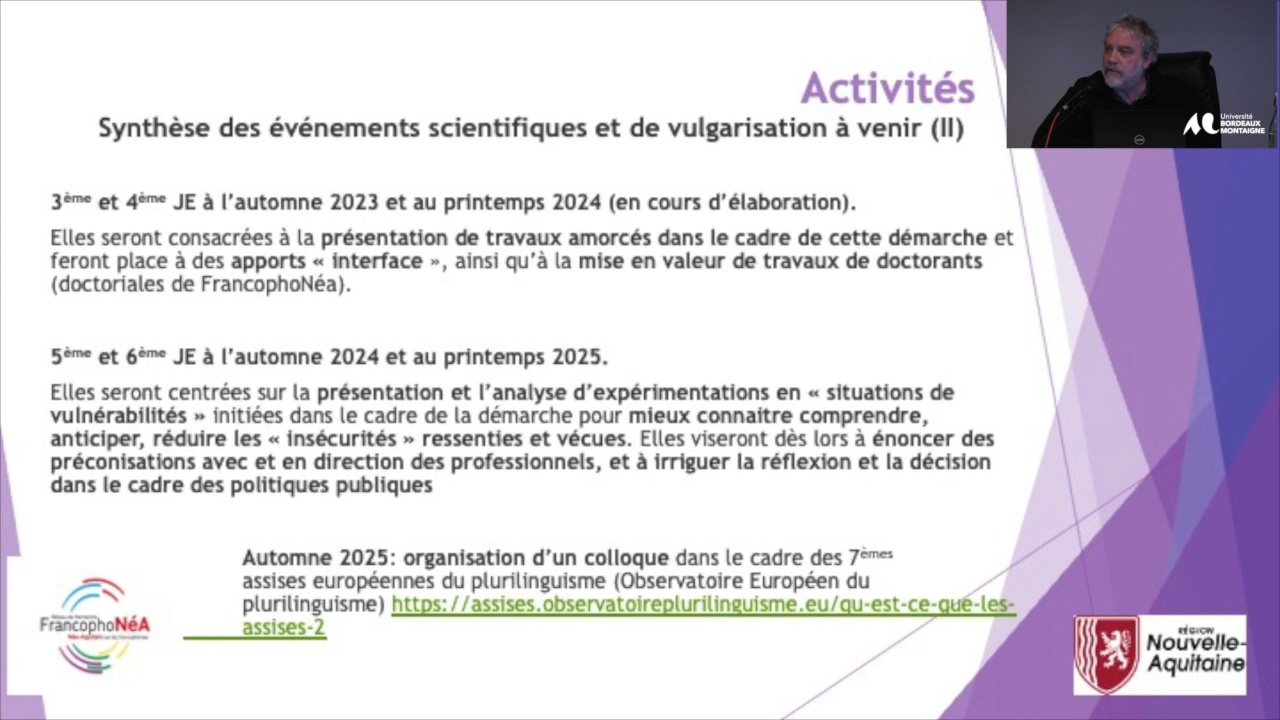 Activités
Synthèse des événements scientifiques et de vulgarisation à venir (II)
3ème et 4ème JE à l’automne 2023 et au printemps 2024 (en cours d’élaboration).
Elles seront consacrées à la présentation de travaux amorcés dans le cadre de cette démarche et
feront place à des apports « interface », ainsi qu’à la mise en valeur de travaux de doctorants
(doctoriales de FrancophoNéa).
5ème et 6ème JE à l’automne 2024 et au printemps 2025.
Elles seront centrées sur la présentation et l’analyse d’expérimentations en « situations de
vulnérabilités » initiées dans le cadre de la démarche pour mieux connaitre comprendre,
anticiper, réduire les « insécurités » ressenties et vécues. Elles viseront dès lors à énoncer des
préconisations avec et en direction des professionnels, et à irriguer la réflexion et la décision
dans le cadre des politiques publiques
Automne 2025: organisation d’un colloque dans le cadre des 7èmes
assises européennes du plurilinguisme (Observatoire Européen du
plurilinguisme) https://assises.observatoireplurilinguisme.eu/qu-est-ce-que-les-
assises-2
FrancophoNéA
RÉGION
Nouvelle-
Aquitaine
Université
BORDEAUX
MONTAIGNE